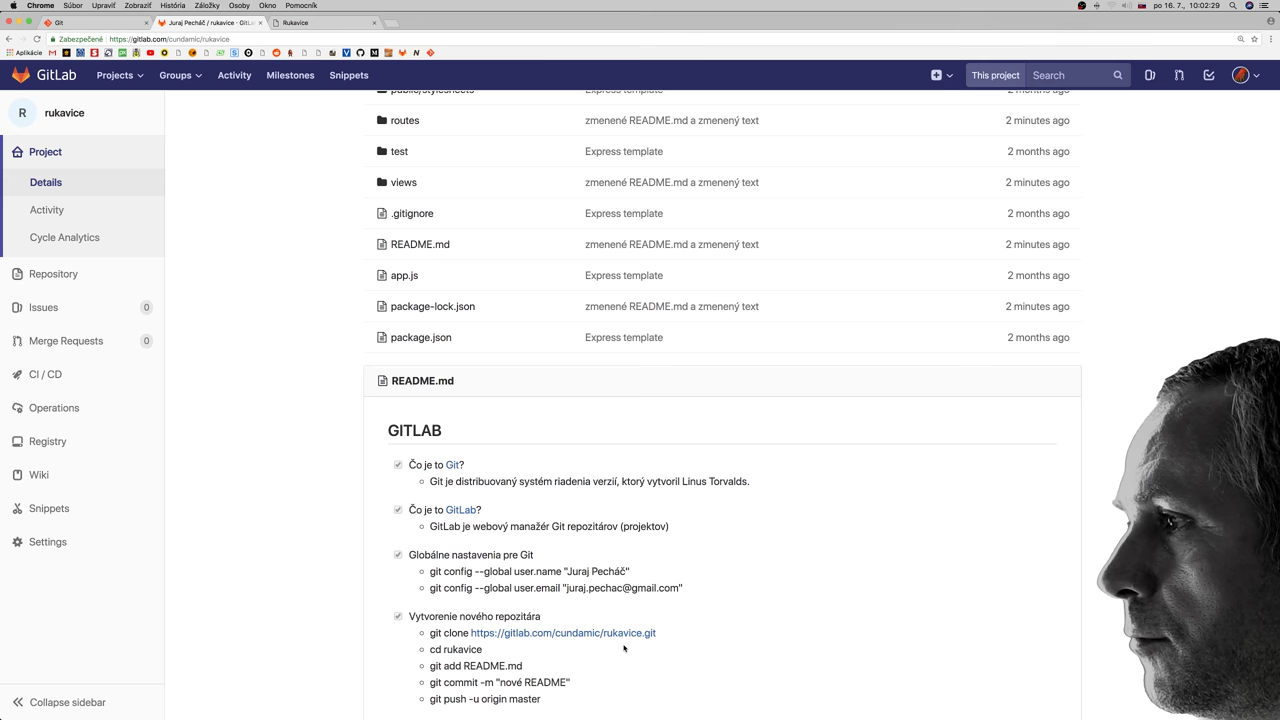 Chrome Súbor Upraviť Zobraziť História Záložky Osoby Okno Pomocník po 16. 7., 10:02:29
Git Juraj Pecháč / rukavice · GitLab Rukavice
Zabezpečené https://gitlab.com/cundamic/rukavice
Aplikácie
GitLab Projects Groups Activity Milestones Snippets This project Search
R rukavice
Project
Details
Activity
Cycle Analytics
Repository
Issues 0
Merge Requests 0
CI / CD
Operations
Registry
Wiki
Snippets
Settings
Collapse sidebar
public/stylesheets Express template 2 months ago
routes zmenené README.md a zmenený text 2 minutes ago
test Express template 2 months ago
views zmenené README.md a zmenený text 2 minutes ago
.gitignore Express template 2 months ago
README.md zmenené README.md a zmenený text 2 minutes ago
app.js Express template 2 months ago
package-lock.json zmenené README.md a zmenený text 2 minutes ago
package.json Express template 2 months ago
README.md
GITLAB
Čo je to Git?
Git je distribuovaný systém riadenia verzií, ktorý vytvoril Linus Torvalds.
Čo je to GitLab?
GitLab je webový manažér Git repozitárov (projektov)
Globálne nastavenia pre Git
git config --global user.name "Juraj Pecháč"
git config --global user.email "juraj.pechac@gmail.com"
Vytvorenie nového repozitára
git clone https://gitlab.com/cundamic/rukavice.git
cd rukavice
git add README.md
git commit -m "nové README"
git push -u origin master